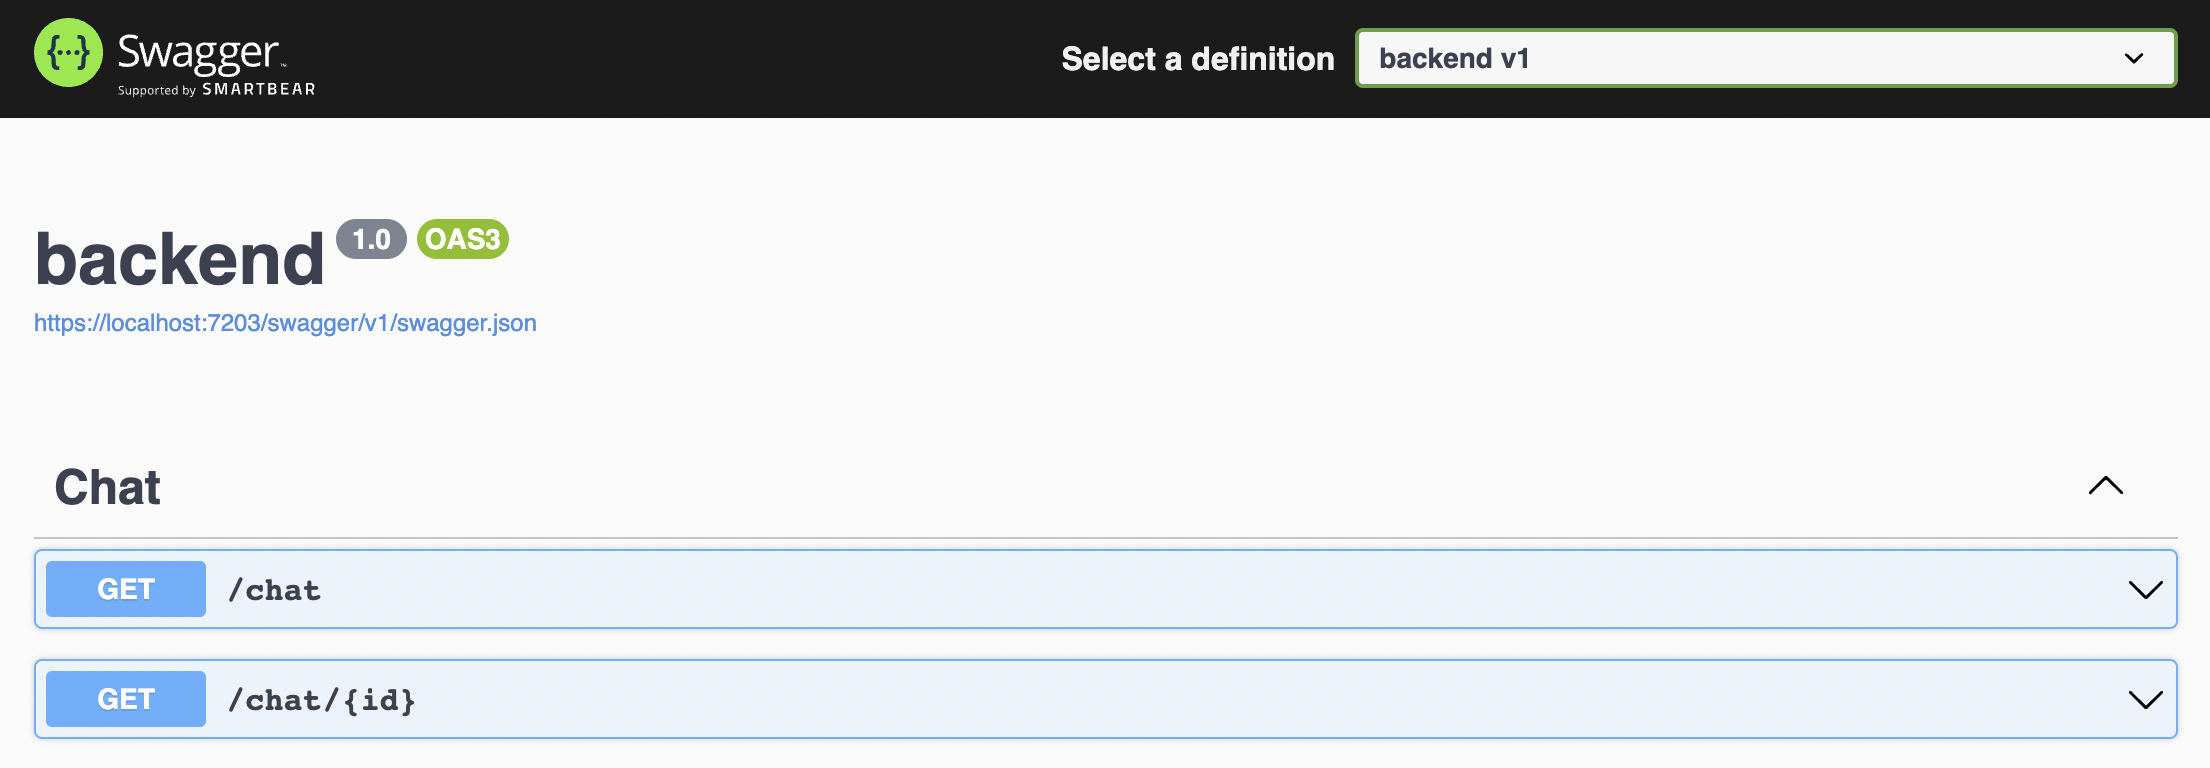 {...} Swagger™
Supported by SMARTBEAR
Select a definition
backend v1
backend 1.0 OAS3
https://localhost:7203/swagger/v1/swagger.json
Chat
GET /chat
GET /chat/{id}